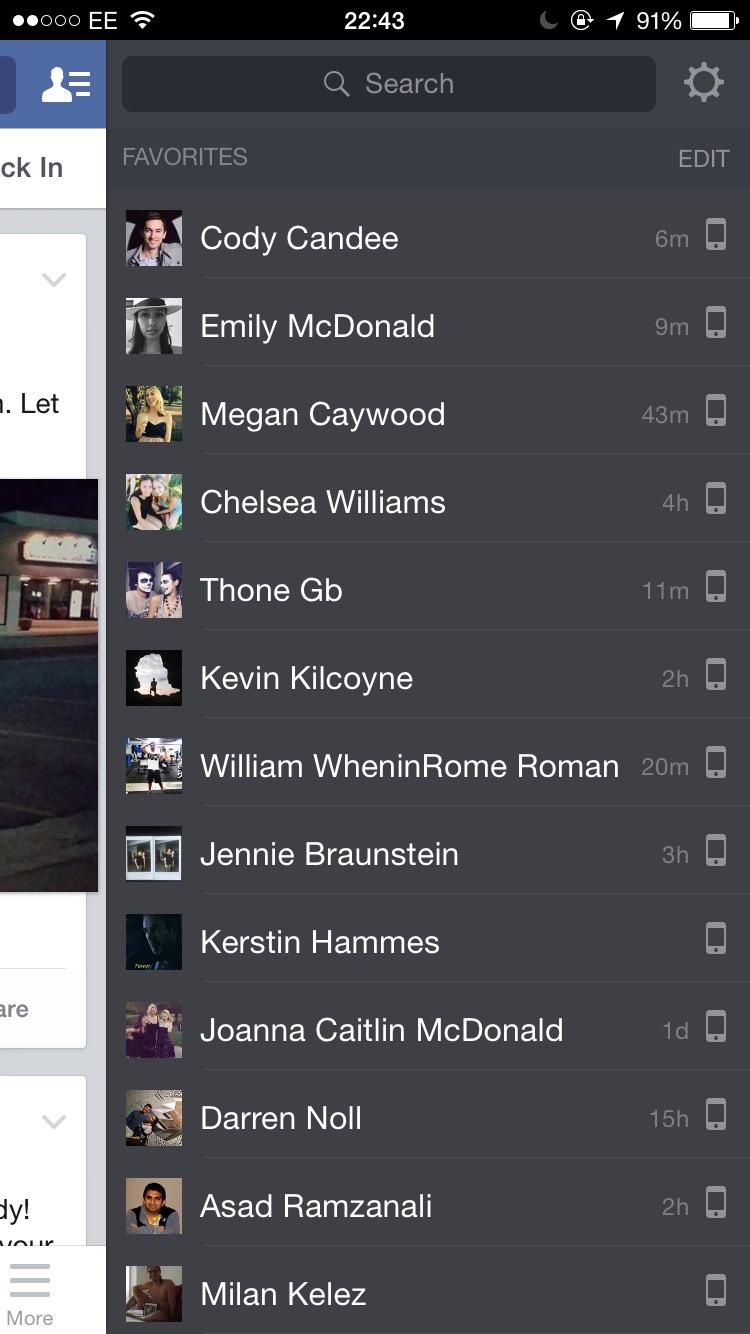 EE 22:43 91%
Search
ck In
FAVORITES EDIT
Cody Candee 6m
Emily McDonald 9m
. Let
Megan Caywood 43m
Chelsea Williams 4h
Thone Gb 11m
Kevin Kilcoyne 2h
William WheninRome Roman 20m
Jennie Braunstein 3h
Kerstin Hammes
are
Joanna Caitlin McDonald 1d
Darren Noll 15h
dy!
Asad Ramzanali 2h
your
Milan Kelez
More